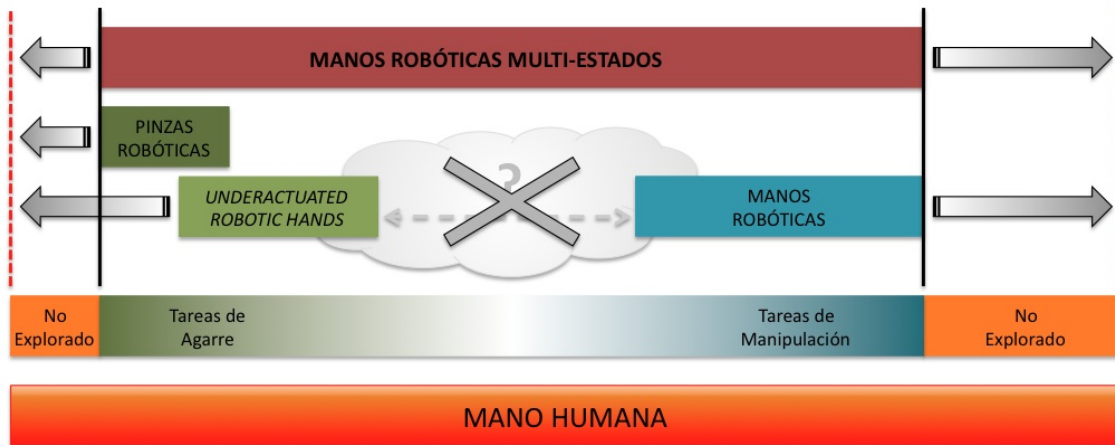 MANOS ROBÓTICAS MULTI-ESTADOS
PINZAS
ROBÓTICAS
?
UNDERACTUATED
ROBOTIC HANDS
MANOS
ROBÓTICAS
No
Explorado
Tareas de
Agarre
Tareas de
Manipulación
No
Explorado
MANO HUMANA